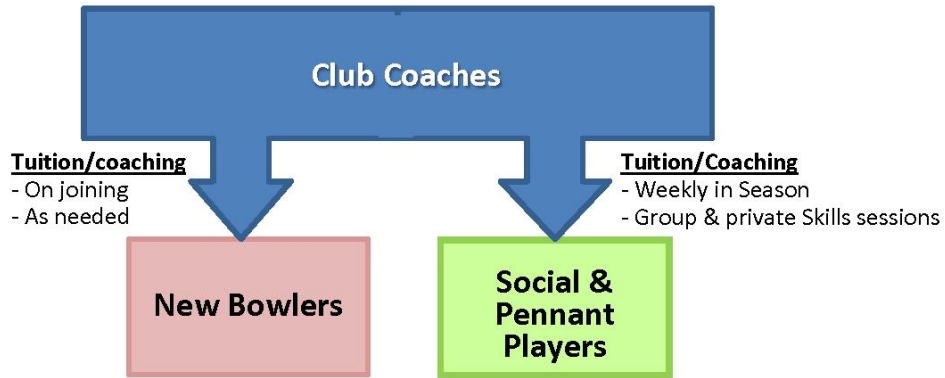 Club Coaches
Tuition/coaching
- On joining
- As needed
Tuition/Coaching
- Weekly in Season
- Group & private Skills sessions
New Bowlers
Social &
Pennant
Players